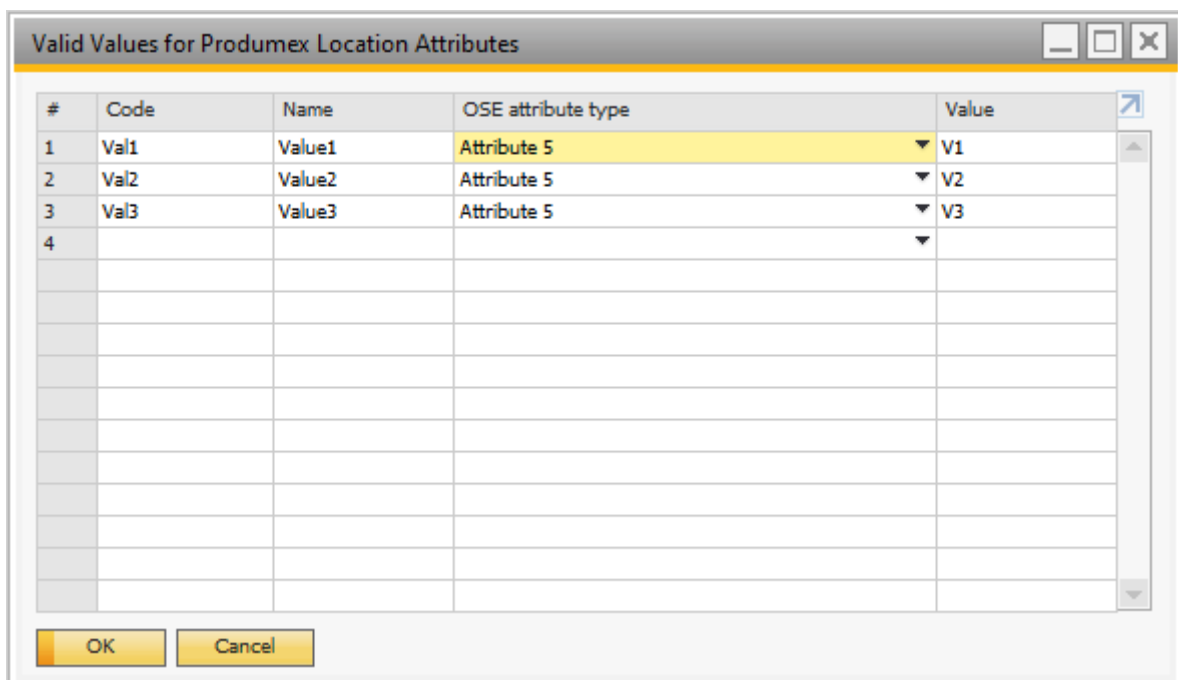 Valid Values for Produmex Location Attributes
# Code Name OSE attribute type Value
1 Val1 Value1 Attribute 5 V1
2 Val2 Value2 Attribute 5 V2
3 Val3 Value3 Attribute 5 V3
4
OK Cancel